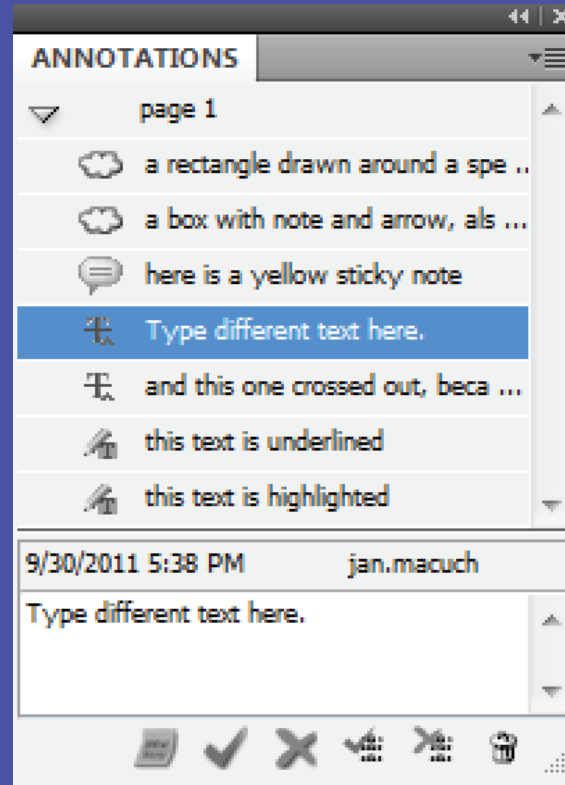 ANNOTATIONS
page 1
a rectangle drawn around a spe ..
a box with note and arrow, als ...
here is a yellow sticky note
Type different text here.
and this one crossed out, beca ...
this text is underlined
this text is highlighted
9/30/2011 5:38 PM jan.macuch
Type different text here.